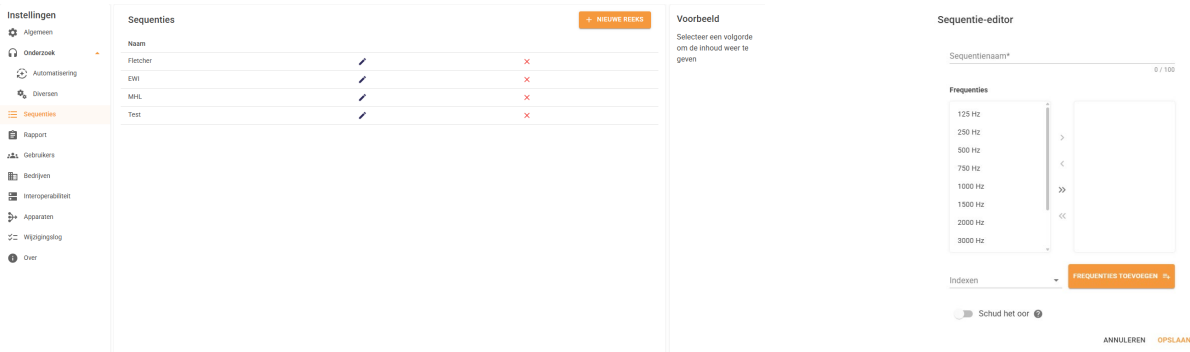 Instellingen
Algemeen
Onderzoek
Automatisering
Diversen
Sequenties
Rapport
Gebruikers
Bedrijven
Interoperabiliteit
Apparaten
Wijzigingslog
Over
Sequenties
+ NIEUWE REEKS
Naam
Fletcher
EWI
MHL
Test
Voorbeeld
Selecteer een volgorde
om de inhoud weer te
geven
Sequentie-editor
Sequentienaam*
0 / 100
Frequenties
125 Hz
250 Hz
500 Hz
750 Hz
1000 Hz
1500 Hz
2000 Hz
3000 Hz
Indexen
FREQUENTIES TOEVOEGEN
Schud het oor
ANNULEREN OPSLAAN